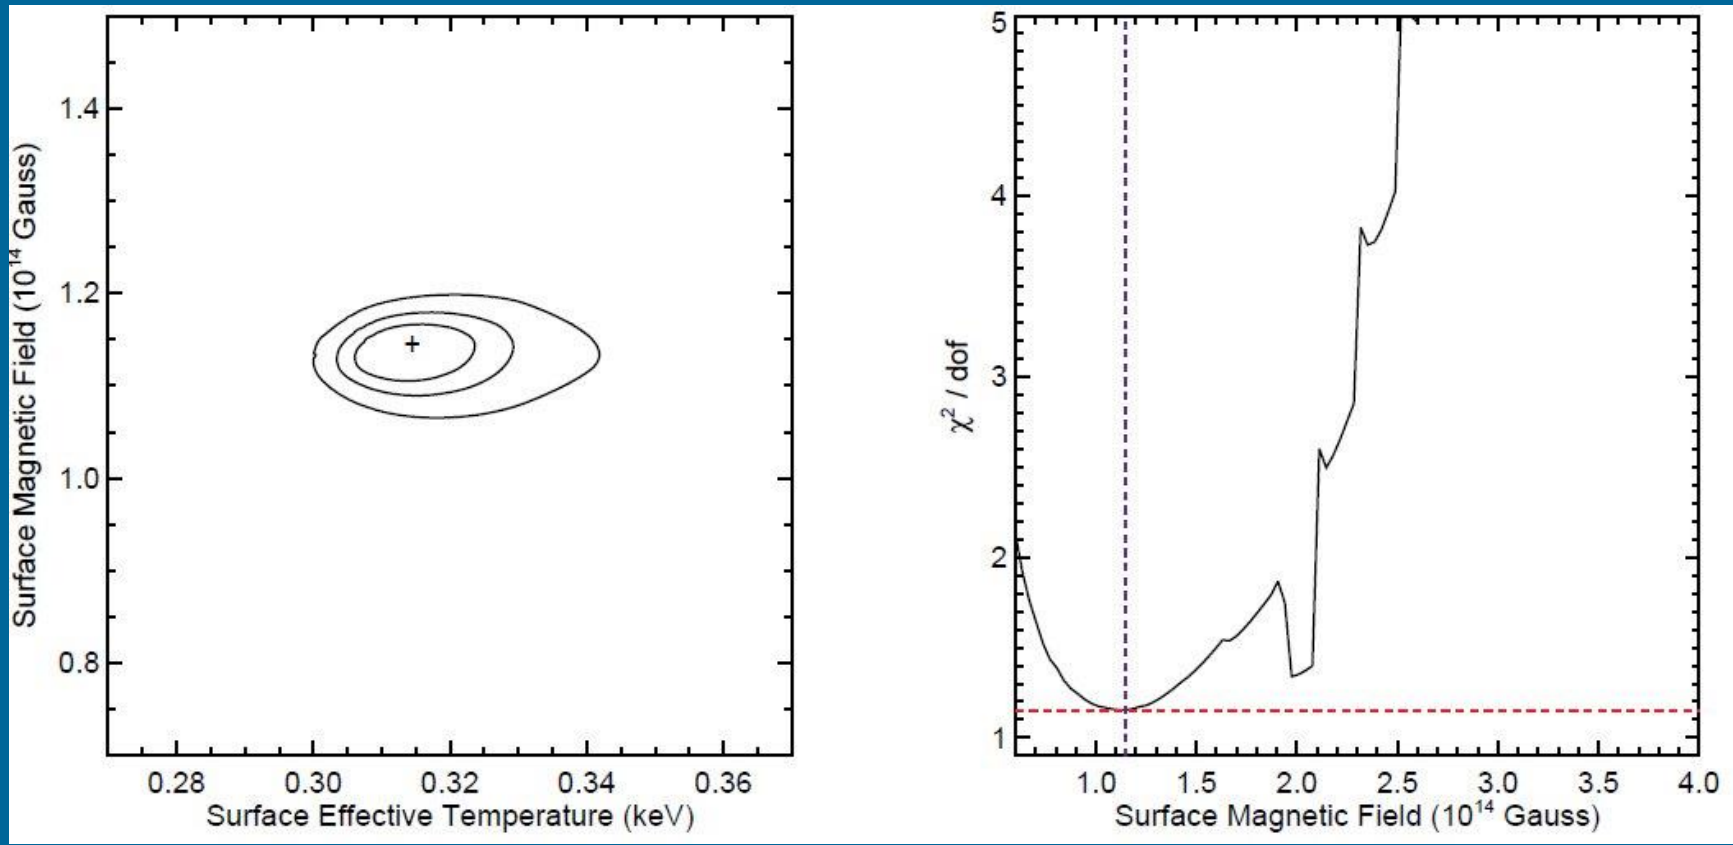 Surface Magnetic Field (10¹⁴ Gauss)
1.4
1.2
1.0
0.8
0.28 0.30 0.32 0.34 0.36
Surface Effective Temperature (keV)
χ² / dof
5
4
3
2
1
1.0 1.5 2.0 2.5 3.0 3.5 4.0
Surface Magnetic Field (10¹⁴ Gauss)